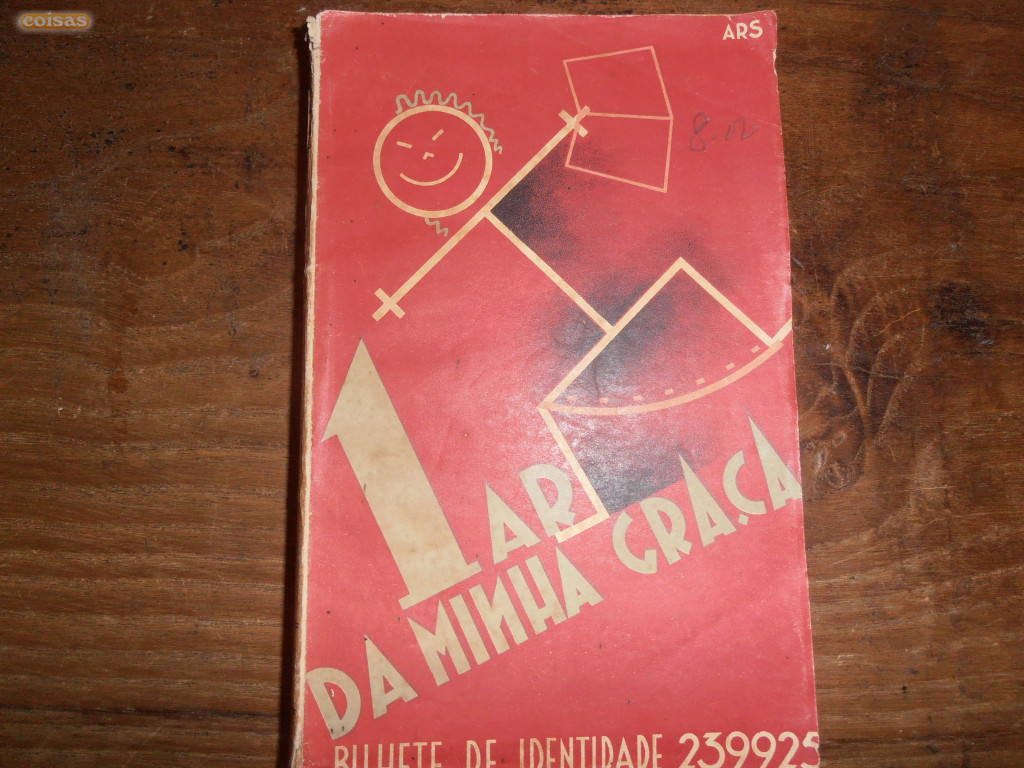 coisas
ARS
8-12
1 AR
DA MINHA GRAÇA
BILHETE DE IDENTIDADE 239925